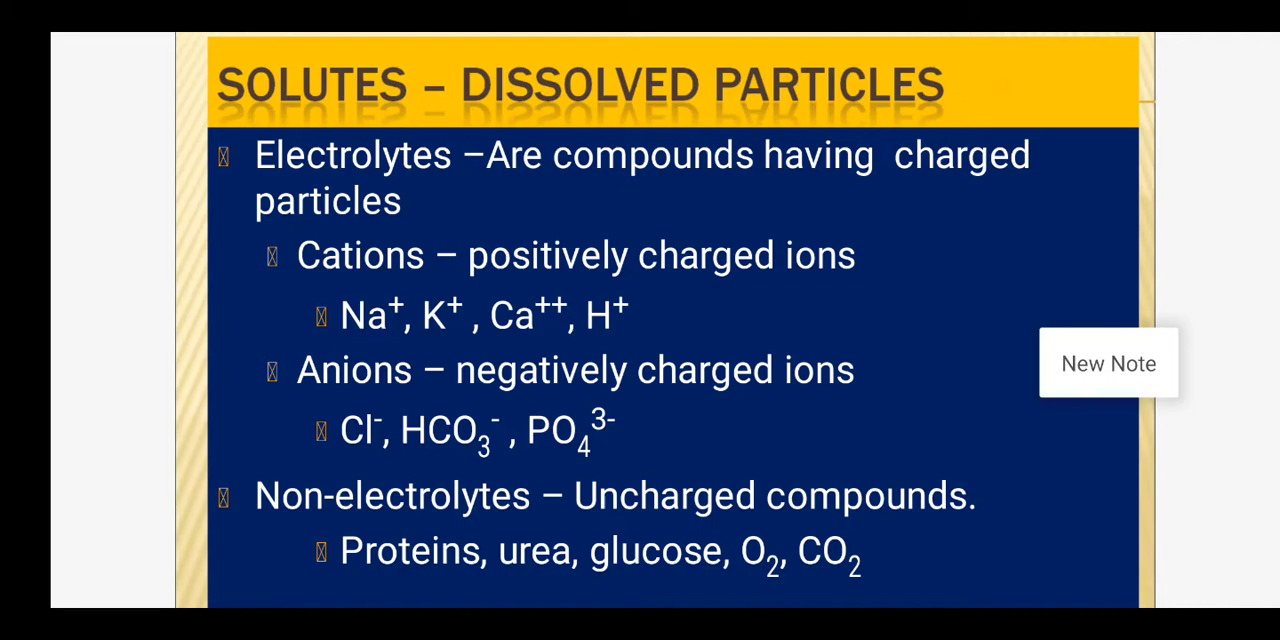 SOLUTES – DISSOLVED PARTICLES
Electrolytes –Are compounds having charged
particles
Cations – positively charged ions
Na⁺, K⁺ , Ca⁺⁺, H⁺
New Note
Anions – negatively charged ions
Cl⁻, HCO₃⁻ , PO₄³⁻
Non-electrolytes – Uncharged compounds.
Proteins, urea, glucose, O₂, CO₂